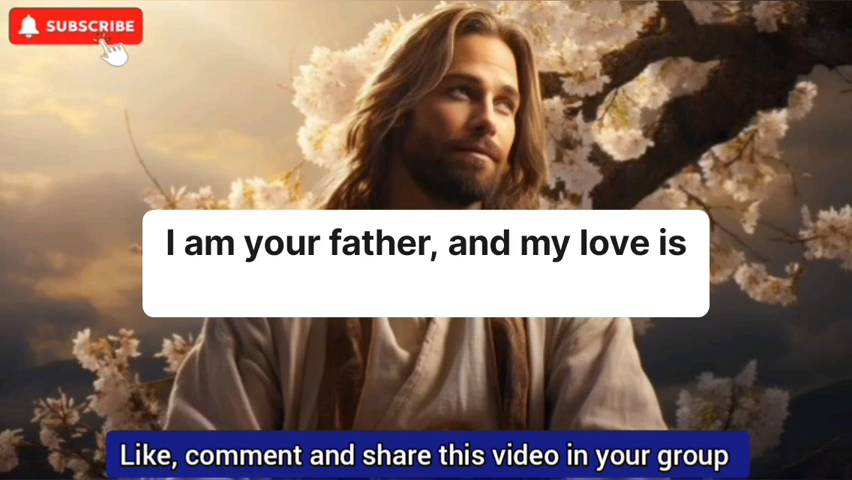 SUBSCRIBE
I am your father, and my love is
Like, comment and share this video in your group